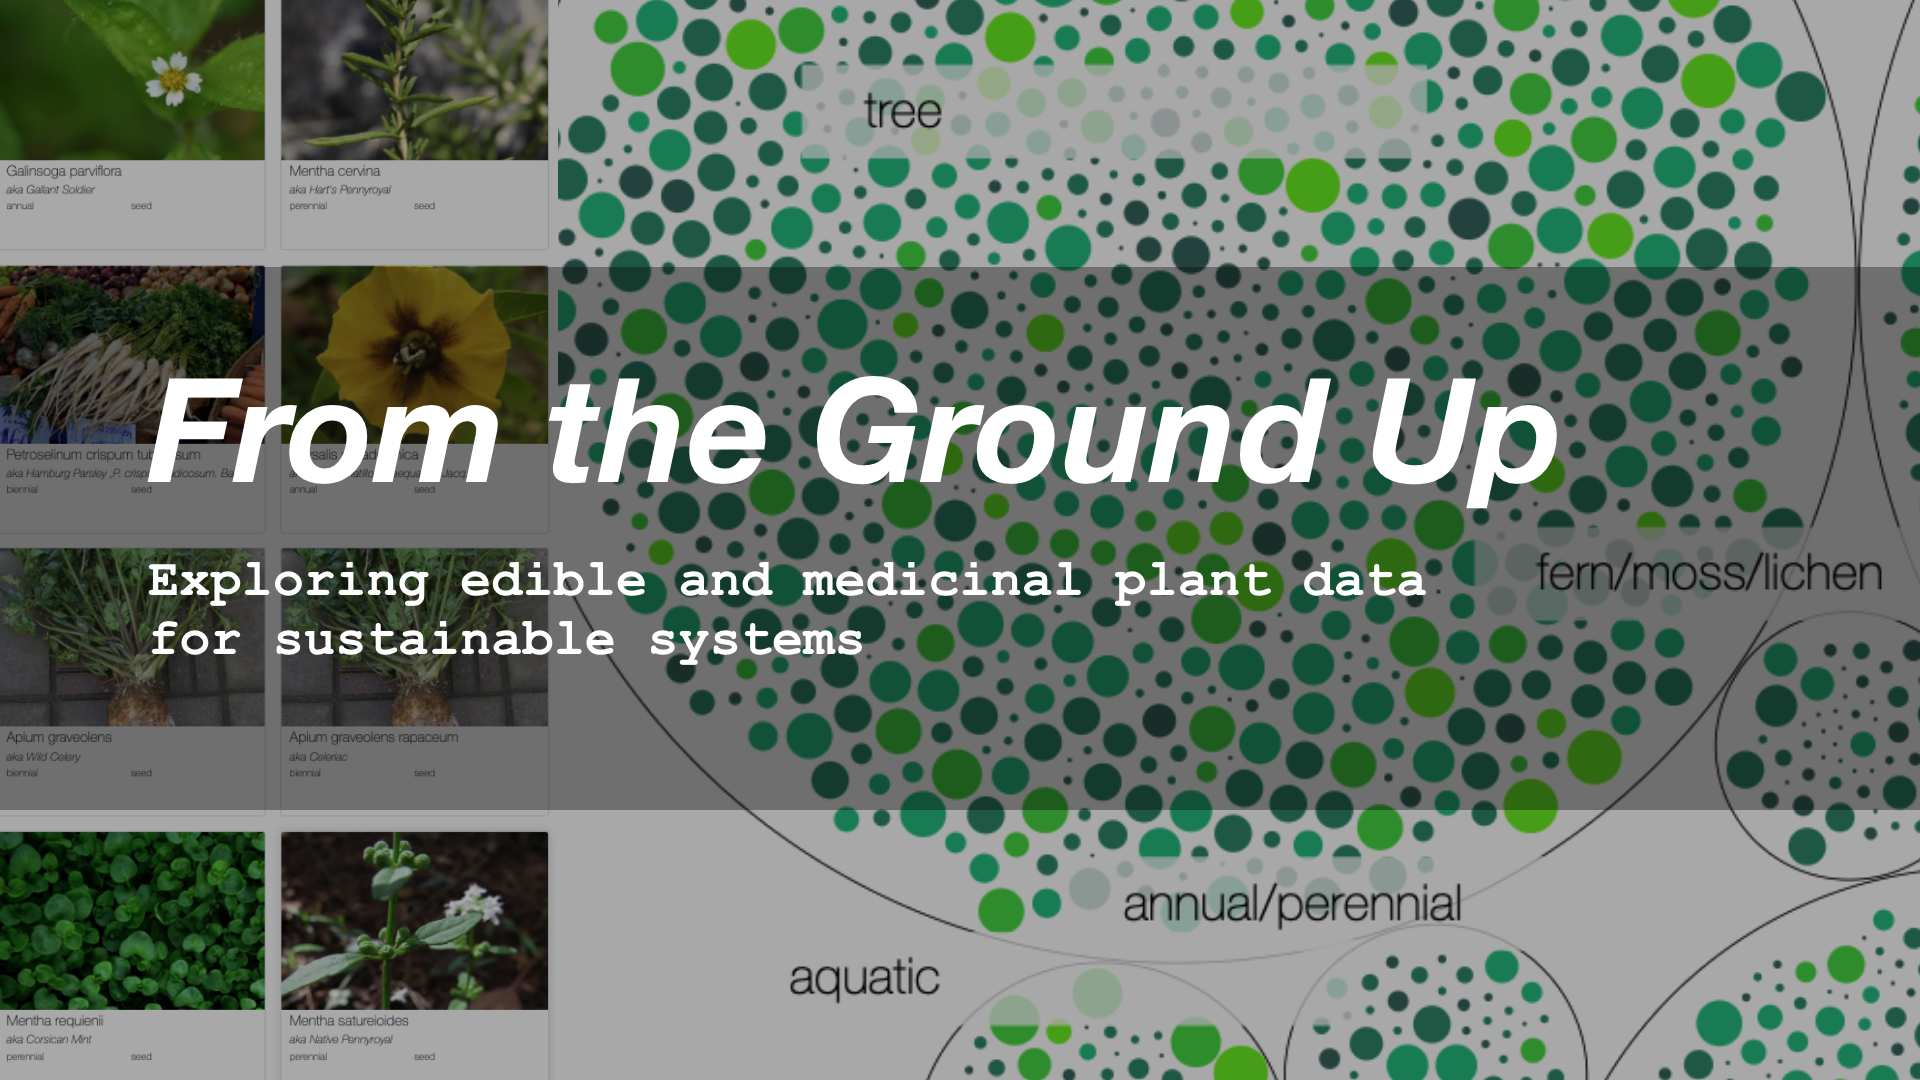 Galinsoga parviflora
aka Gallant Soldier
annual seed
Mentha cervina
aka Hart's Pennyroyal
perennial seed
tree
From the Ground Up
Exploring edible and medicinal plant data
for sustainable systems
Petroselinum crispum
aka Hamburg Parsley
biennial seed
annual seed
fern/moss/lichen
Apium graveolens
aka Wild Celery
biennial seed
Apium graveolens rapaceum
aka Celeriac
biennial seed
annual/perennial
aquatic
Mentha requienii
aka Corsican Mint
perennial seed
Mentha satureioides
aka Native Pennyroyal
perennial seed